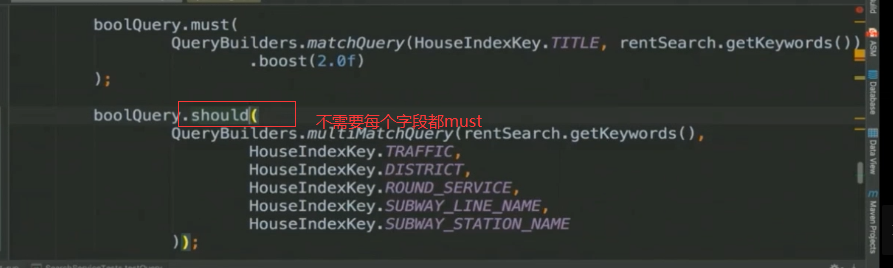 boolQuery.must(
QueryBuilders.matchQuery(HouseIndexKey.TITLE, rentSearch.getKeywords())
.boost(2.0f)
);
boolQuery.should(
不需要每个字段都must
QueryBuilders.multiMatchQuery(rentSearch.getKeywords(),
HouseIndexKey.TRAFFIC,
HouseIndexKey.DISTRICT,
HouseIndexKey.ROUND_SERVICE,
HouseIndexKey.SUBWAY_LINE_NAME,
HouseIndexKey.SUBWAY_STATION_NAME
));
ASM
Database
Data View
Maven Projects